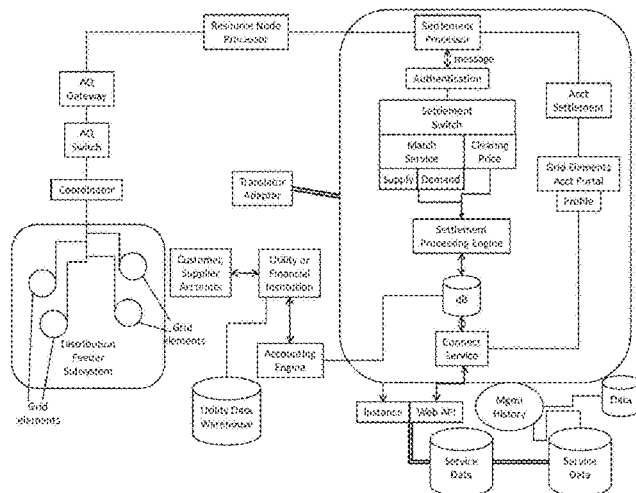 Resource Node
Processor
Settlement
Processor
message
Authentication
AQ
Gateway
Acct
Settlement
Settlement
Switch
AQ
Switch
Match
Service
Clearing
Price
Grid Elements
Acct Portal
Profile
Coordinator
Translator
Adaptor
Supply
Demand
Settlement
Processing Engine
Customer,
Supplier
Accounts
Utility or
Financial
Institution
dB
Grid
elements
Distribution
Feeder
Subsystem
Accounting
Engine
Connect
Service
Grid
elements
Utility Data
Warehouse
Instance
Web API
Mgmt
History
Data
Service
Data
Service
Data